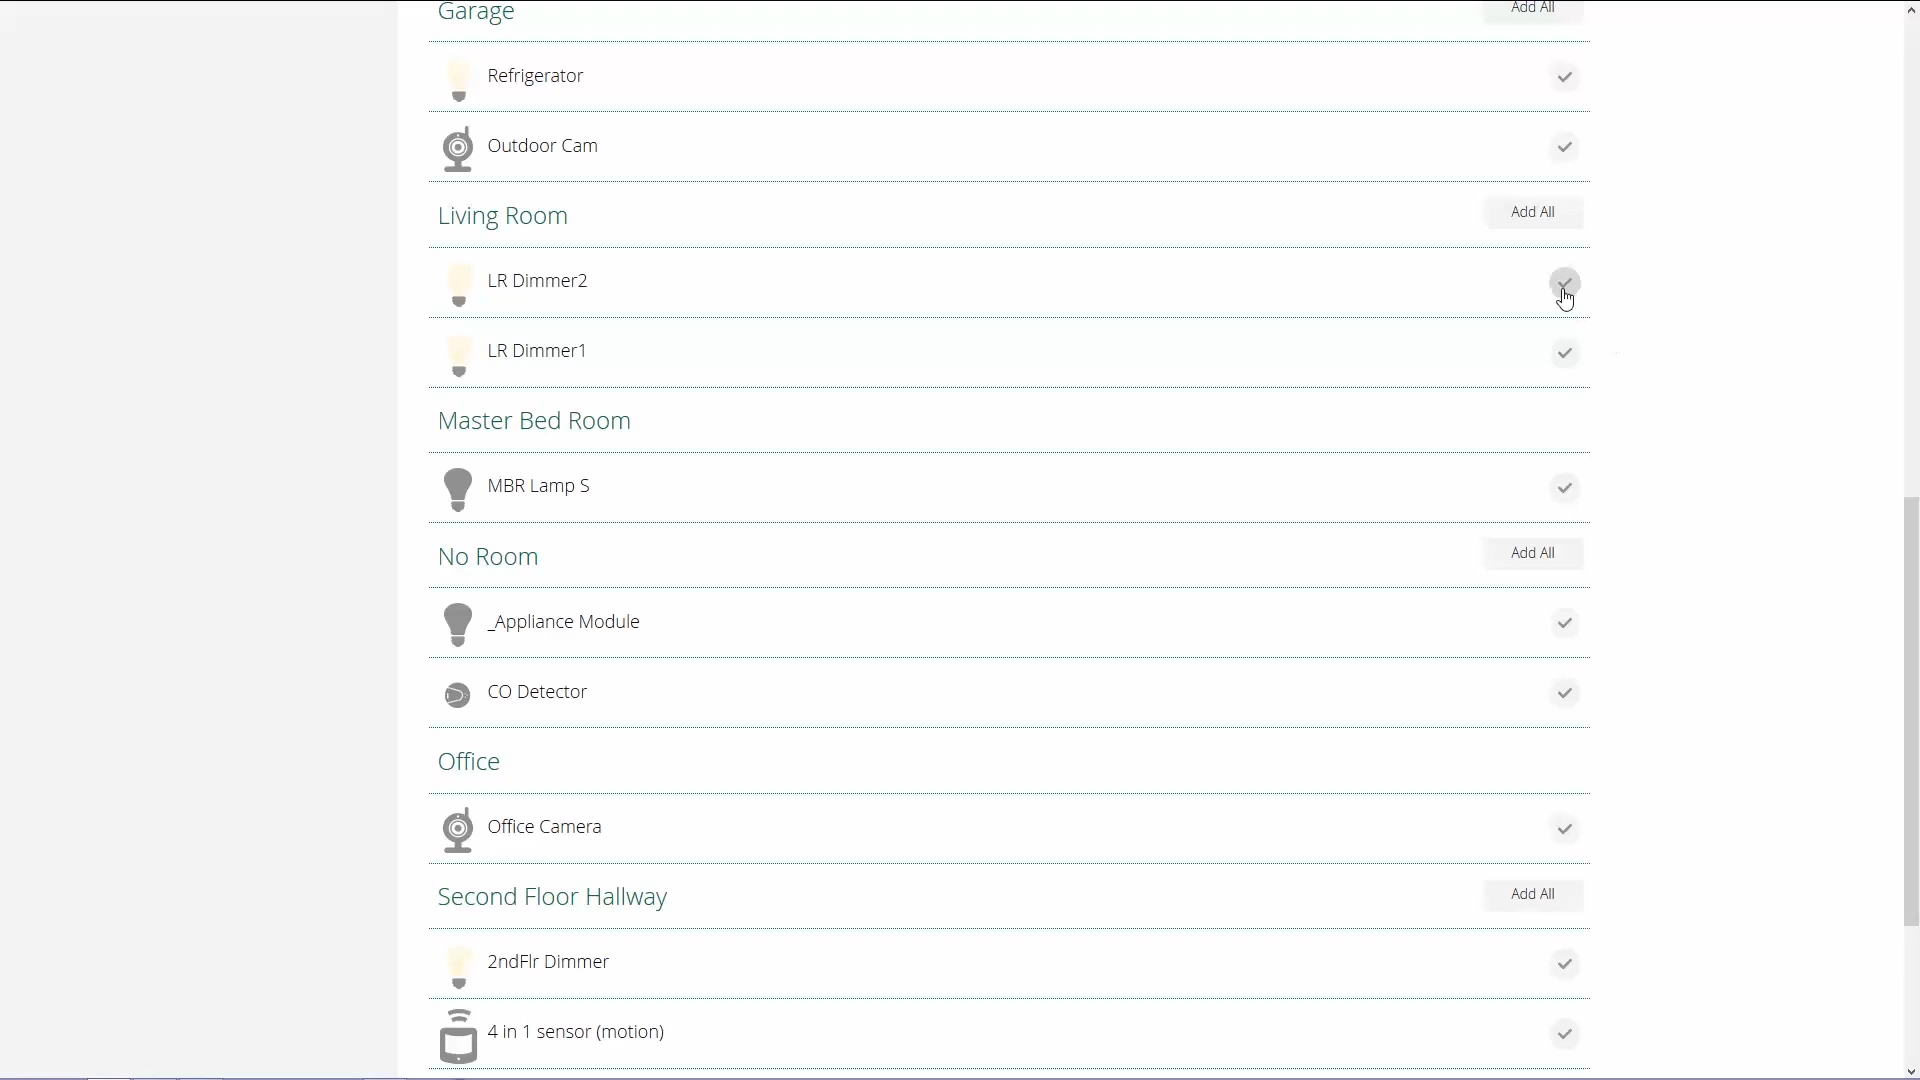 Garage
Add All
Refrigerator
Outdoor Cam
Living Room
Add All
LR Dimmer2
LR Dimmer1
Master Bed Room
MBR Lamp S
No Room
Add All
_Appliance Module
CO Detector
Office
Office Camera
Second Floor Hallway
Add All
2ndFlr Dimmer
4 in 1 sensor (motion)